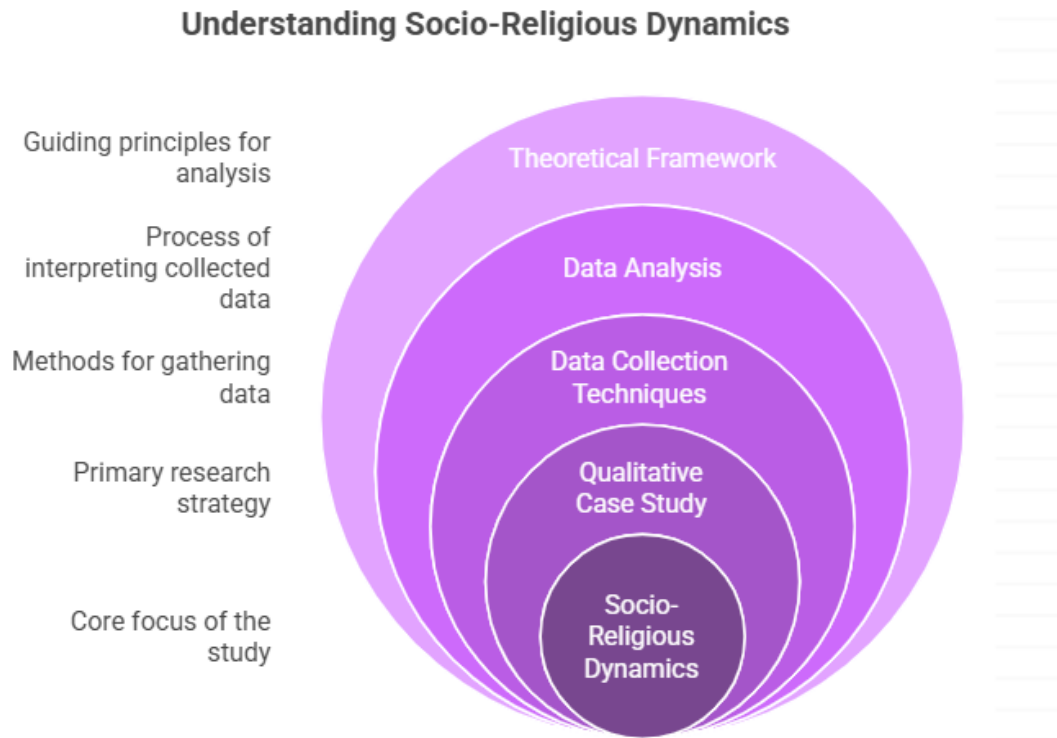 Understanding Socio-Religious Dynamics
Guiding principles for
analysis
Theoretical Framework
Process of
interpreting collected
data
Data Analysis
Methods for gathering
data
Data Collection
Techniques
Primary research
strategy
Qualitative
Case Study
Core focus of the
study
Socio-
Religious
Dynamics